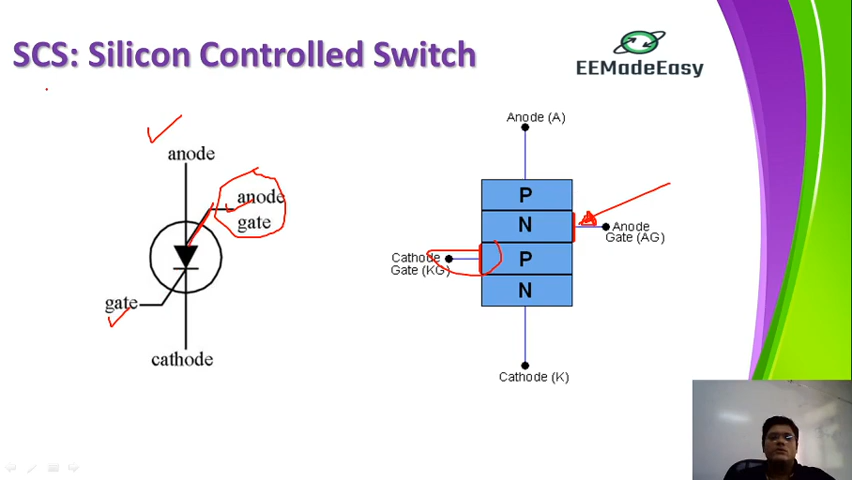 SCS: Silicon Controlled Switch
EEMadeEasy
anode
anode
gate
gate
cathode
Anode (A)
P
N
P
N
Anode
Gate (AG)
Cathode
Gate (KG)
Cathode (K)